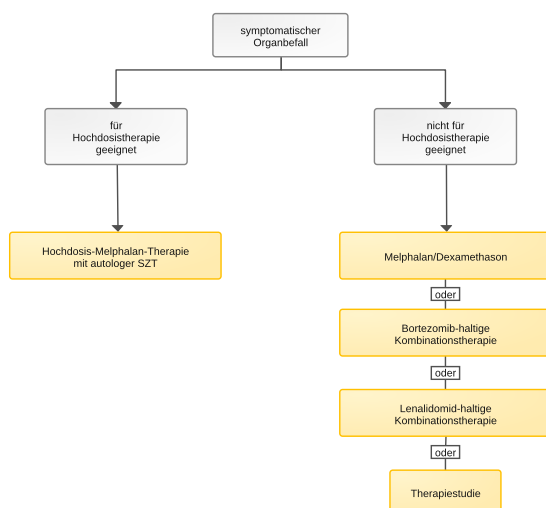 symptomatischer
Organbefall
für
Hochdosistherapie
geeignet
nicht für
Hochdosistherapie
geeignet
Hochdosis-Melphalan-Therapie
mit autologer SZT
Melphalan/Dexamethason
oder
Bortezomib-haltige
Kombinationstherapie
oder
Lenalidomid-haltige
Kombinationstherapie
oder
Therapiestudie